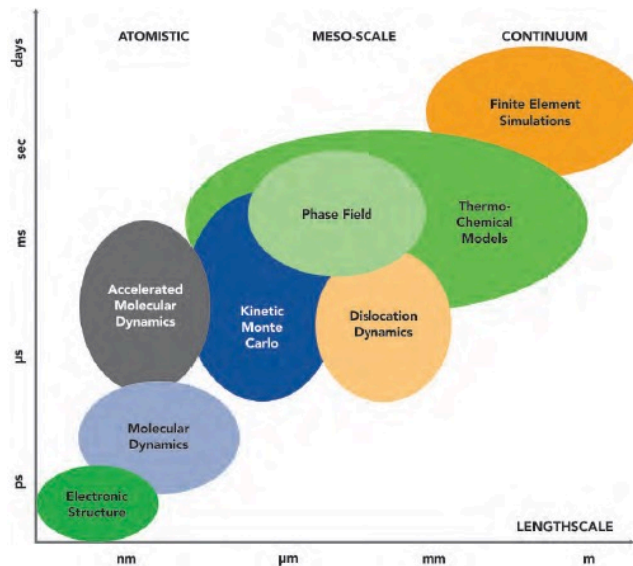 ATOMISTIC
MESO-SCALE
CONTINUUM
days
sec
ms
µs
ps
Finite Element
Simulations
Phase Field
Thermo-
Chemical
Models
Accelerated
Molecular
Dynamics
Kinetic
Monte
Carlo
Dislocation
Dynamics
Molecular
Dynamics
Electronic
Structure
LENGTHSCALE
nm
µm
mm
m